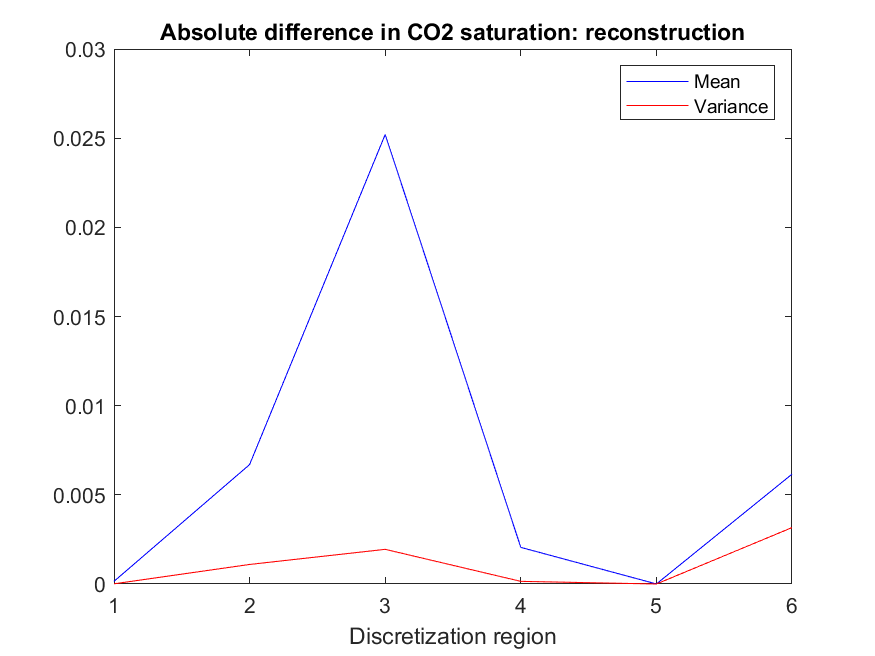 Absolute difference in CO2 saturation: reconstruction
0.03
Mean
Variance
0.025
0.02
0.015
0.01
0.005
0
1 2 3 4 5 6
Discretization region